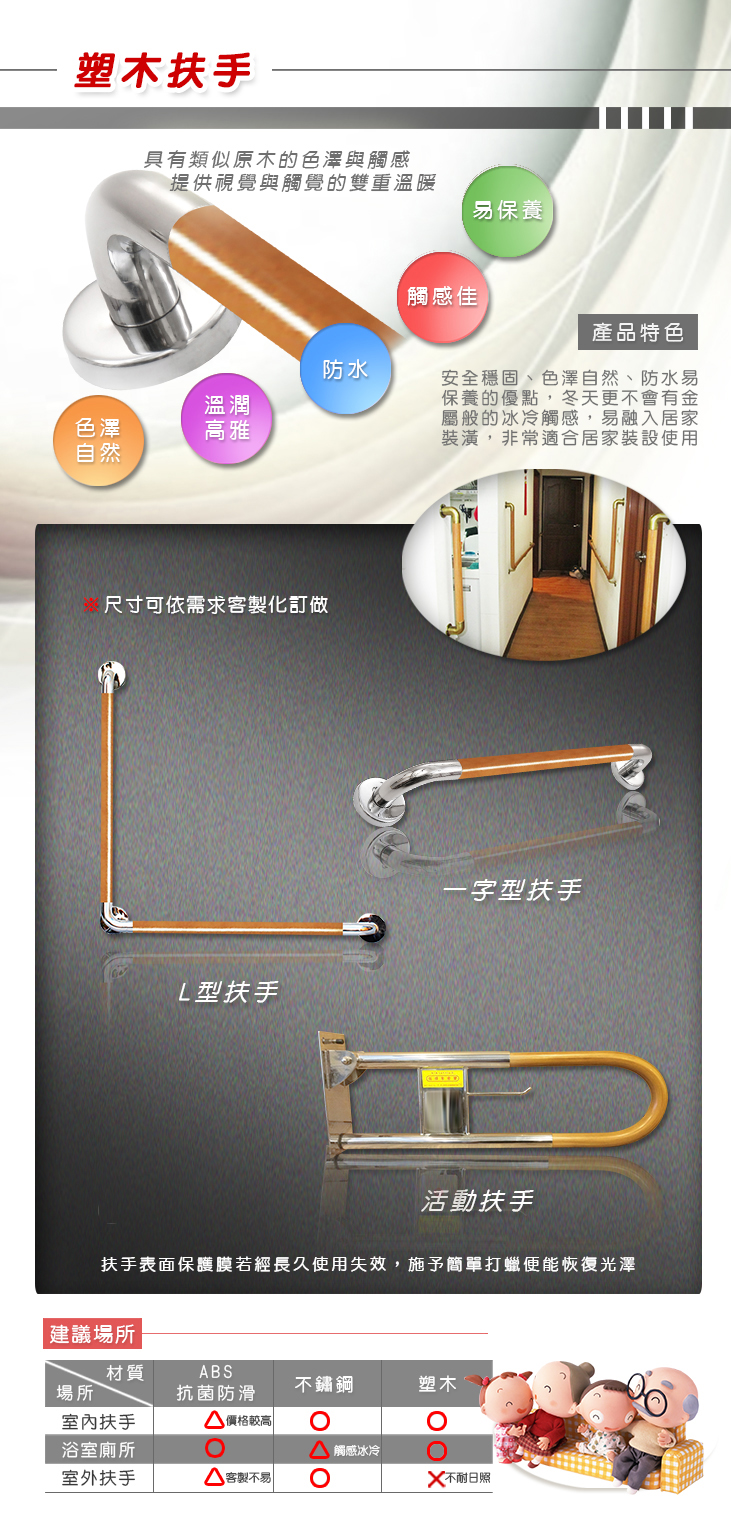 塑木扶手
具有類似原木的色澤與觸感
提供視覺與觸覺的雙重溫暖
易保養
觸感佳
防水
溫潤
高雅
色澤
自然
產品特色
安全穩固、色澤自然、防水易
保養的優點，冬天更不會有金
屬般的冰冷觸感，易融入居家
裝潢，非常適合居家裝設使用
※尺寸可依需求客製化訂做
一字型扶手
L型扶手
活動扶手
扶手表面保護膜若經長久使用失效，施予簡單打蠟便能恢復光澤
建議場所
材質
場所
ABS
抗菌防滑
不鏽鋼
塑木
室內扶手 △價格較高 ○ ○
浴室廁所 ○ △觸感冰冷 ○
室外扶手 △客製不易 ○ ×不耐日照